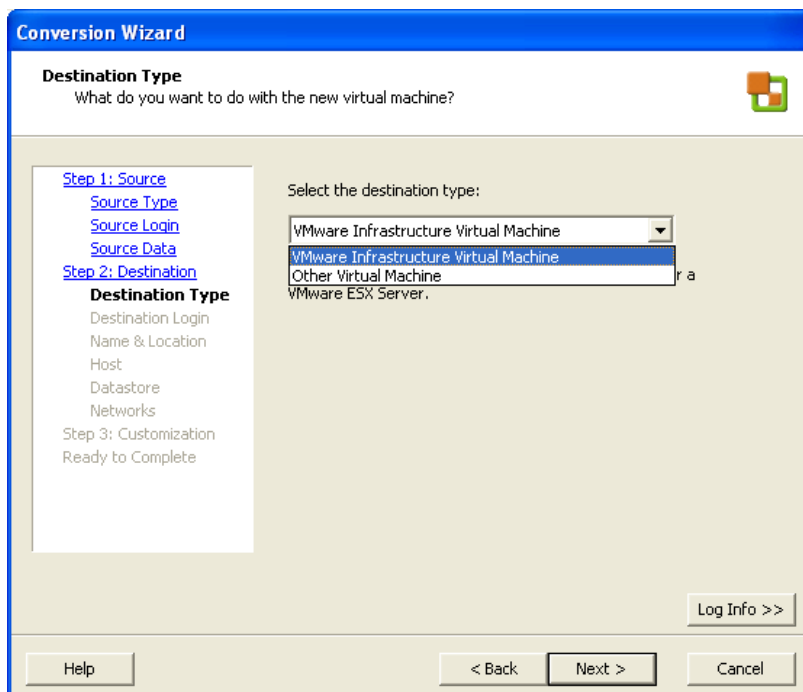 Conversion Wizard
Destination Type
What do you want to do with the new virtual machine?
Step 1: Source
Source Type
Source Login
Source Data
Step 2: Destination
Destination Type
Destination Login
Name & Location
Host
Datastore
Networks
Step 3: Customization
Ready to Complete
Select the destination type:
VMware Infrastructure Virtual Machine
VMware Infrastructure Virtual Machine
Other Virtual Machine
a
VMware ESX Server.
Log Info >>
Help
< Back
Next >
Cancel